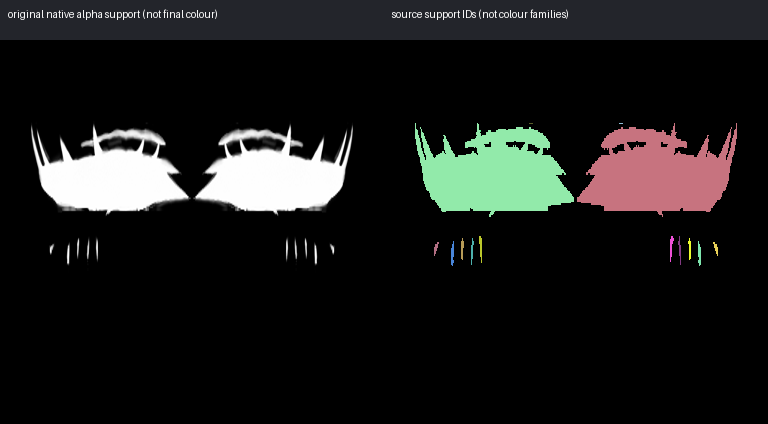 original native alpha support (not final colour)
source support IDs (not colour families)